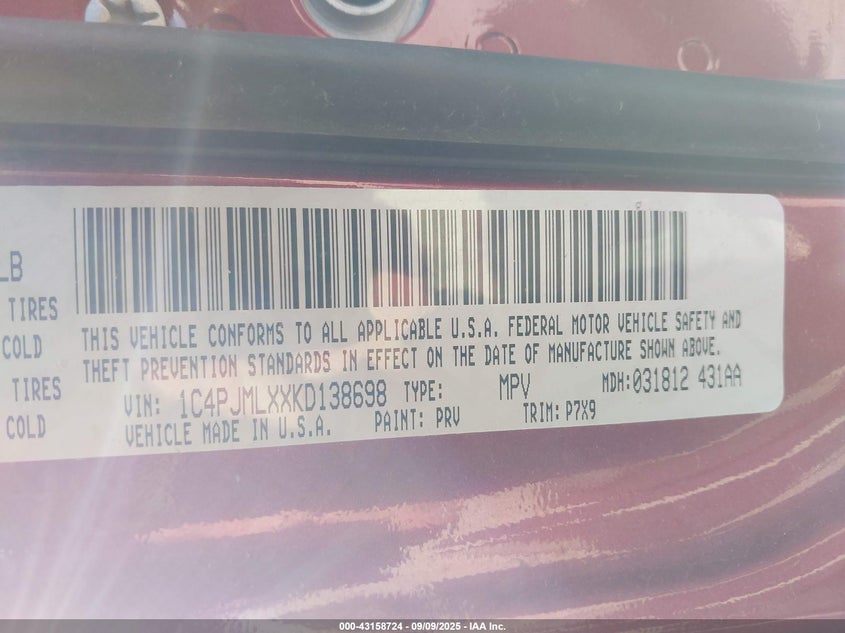 LB
TIRES
COLD
TIRES
COLD
THIS VEHICLE CONFORMS TO ALL APPLICABLE U.S.A. FEDERAL MOTOR VEHICLE SAFETY AND
THEFT PREVENTION STANDARDS IN EFFECT ON THE DATE OF MANUFACTURE SHOWN ABOVE.
VIN: 1C4PJMLXXKD138698 TYPE: MPV MDH:031812 431AA
VEHICLE MADE IN U.S.A. PAINT: PRV TRIM: P7X9
000-43158724 - 09/09/2025 - IAA Inc.